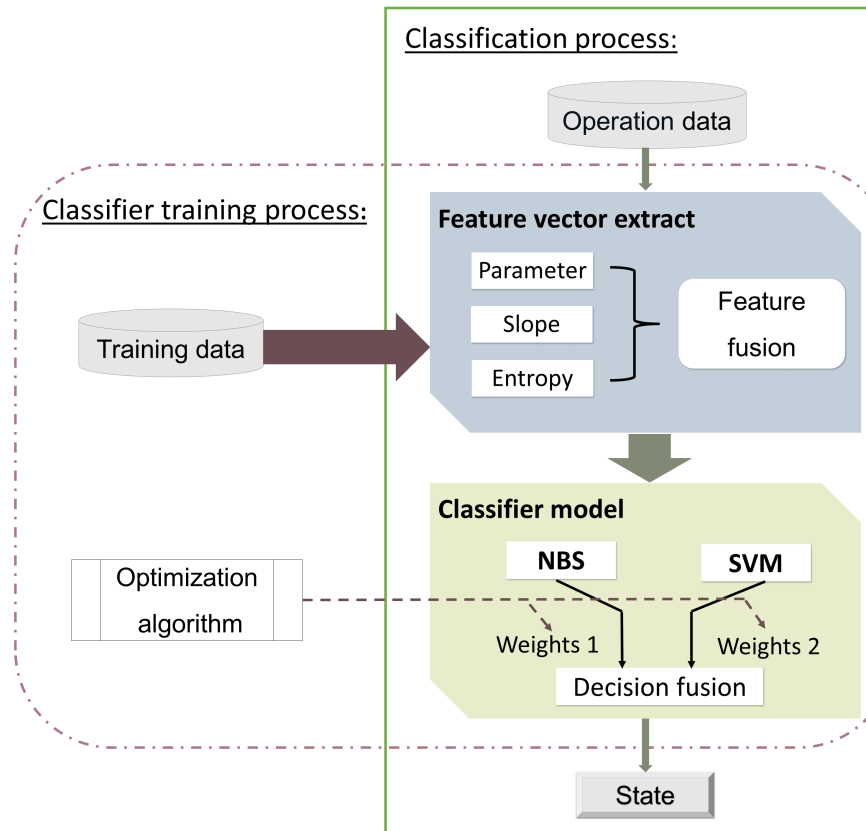 Classification process:
Operation data
Classifier training process:
Feature vector extract
Parameter
Slope
Entropy
Feature
fusion
Training data
Classifier model
NBS
SVM
Optimization
algorithm
Weights 1
Weights 2
Decision fusion
State